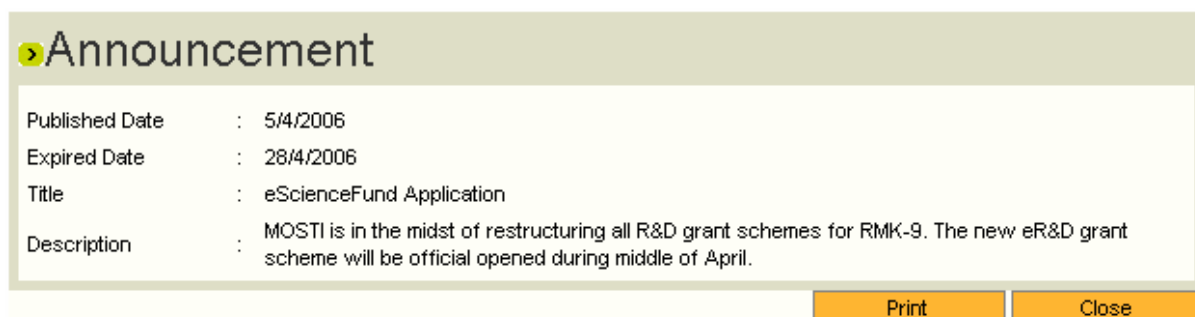 Announcement
Published Date : 5/4/2006
Expired Date : 28/4/2006
Title : eScienceFund Application
Description : MOSTI is in the midst of restructuring all R&D grant schemes for RMK-9. The new eR&D grant
scheme will be official opened during middle of April.
Print Close